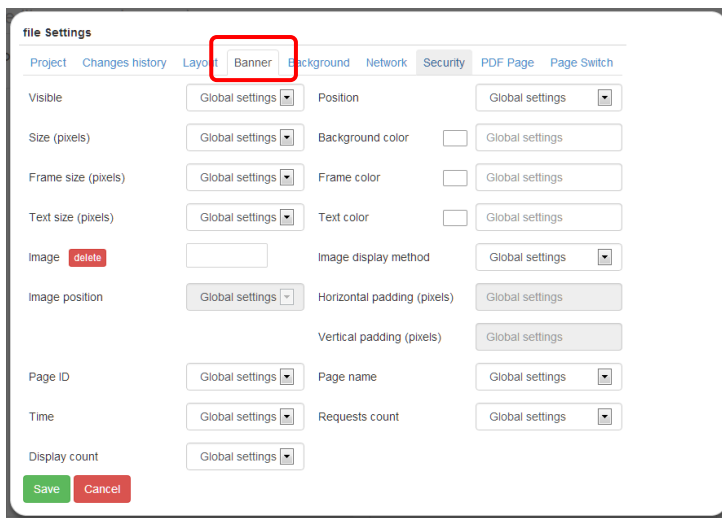 file Settings
Project Changes history Layout Banner Background Network Security PDF Page Page Switch
Visible Global settings Position Global settings
Size (pixels) Global settings Background color Global settings
Frame size (pixels) Global settings Frame color Global settings
Text size (pixels) Global settings Text color Global settings
Image delete Image display method Global settings
Image position Global settings Horizontal padding (pixels) Global settings
Vertical padding (pixels) Global settings
Page ID Global settings Page name Global settings
Time Global settings Requests count Global settings
Display count Global settings
Save Cancel